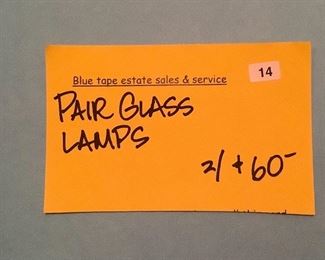 Blue tape estate sales & service
14
PAIR GLASS
LAMPS
2/$60-